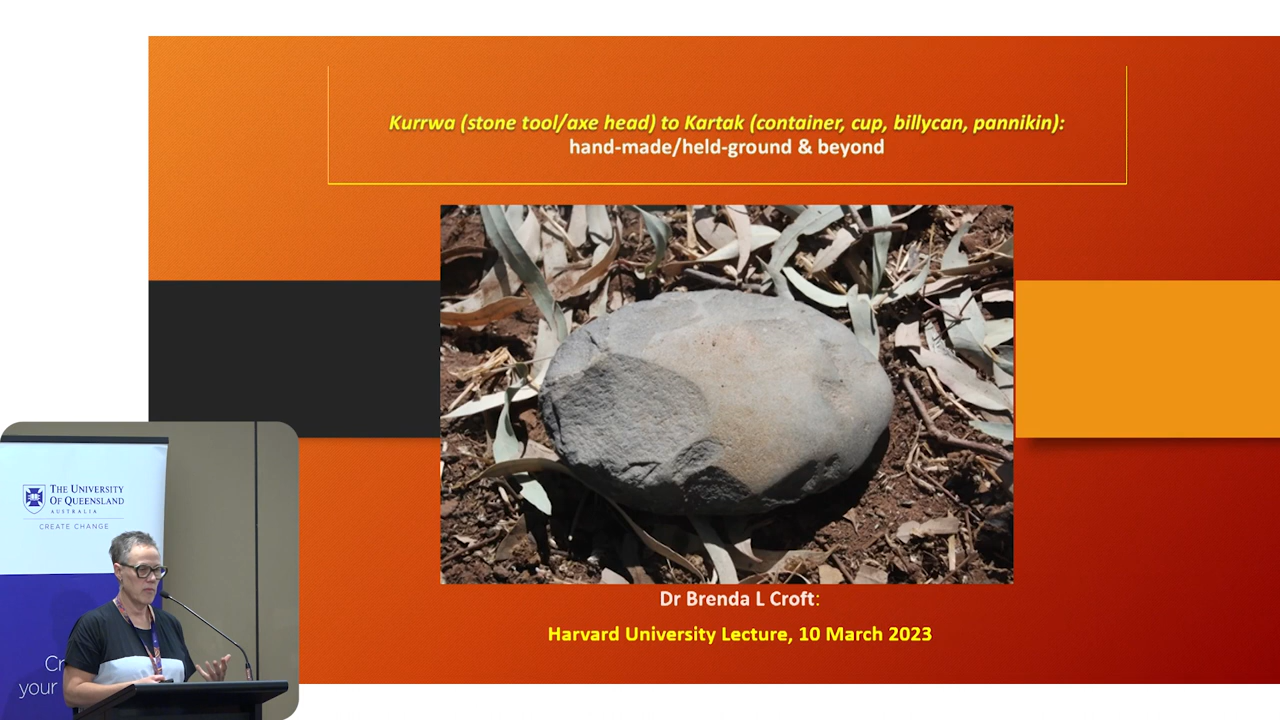 Kurrwa (stone tool/axe head) to Kartak (container, cup, billycan, pannikin):
hand-made/held-ground & beyond
Dr Brenda L Croft:
Harvard University Lecture, 10 March 2023
THE UNIVERSITY
OF QUEENSLAND
AUSTRALIA
CREATE CHANGE
your